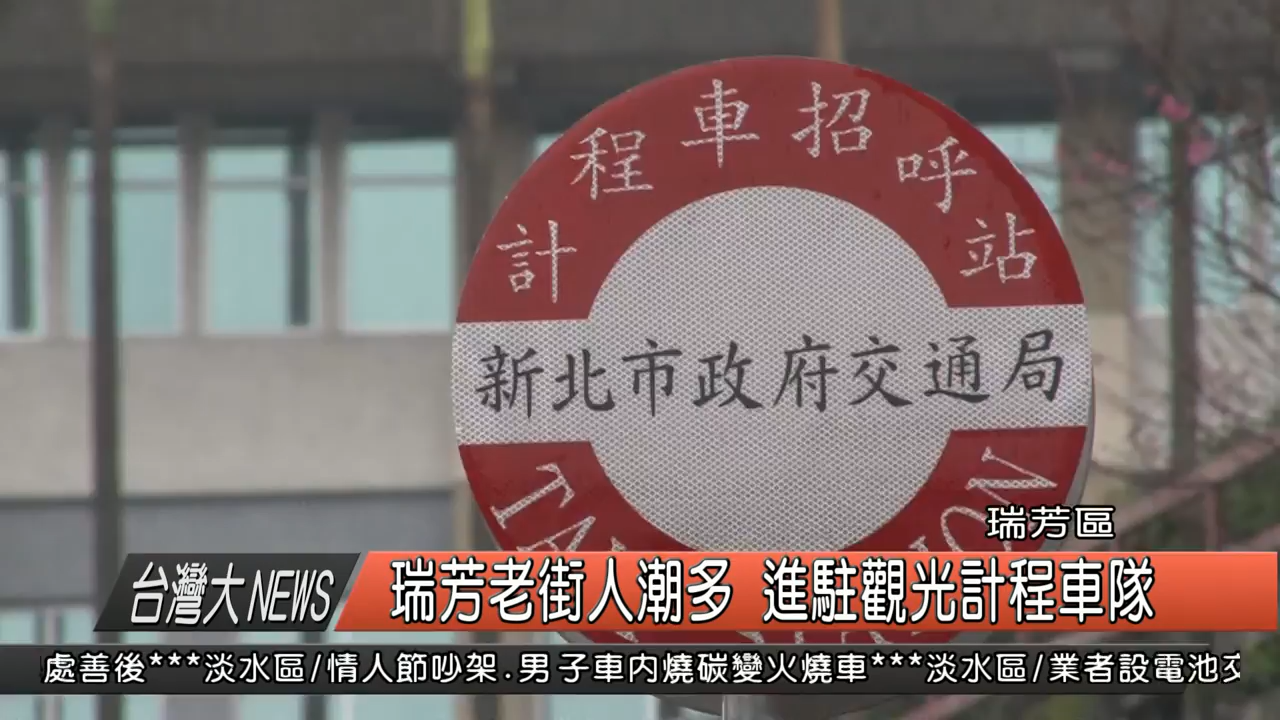 計程車招呼站
新北市政府交通局
瑞芳區
台灣大NEWS
瑞芳老街人潮多 進駐觀光計程車隊
處善後***淡水區/情人節吵架.男子車內燒碳變火燒車***淡水區/業者設電池交